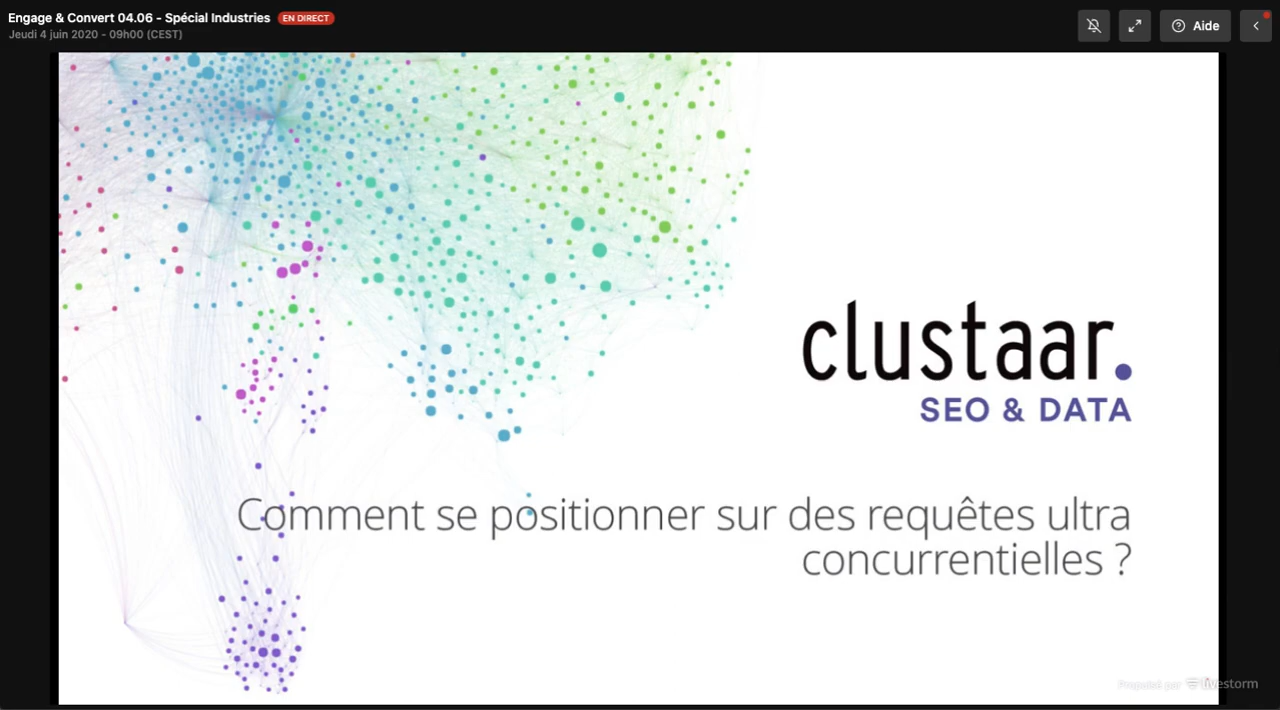 Engage & Convert 04.06 - Spécial Industries EN DIRECT
Jeudi 4 juin 2020 - 09h00 (CEST)
Aide
clustaar.
SEO & DATA
Comment se positionner sur des requêtes ultra
concurrentielles ?
Propulsé par livestorm